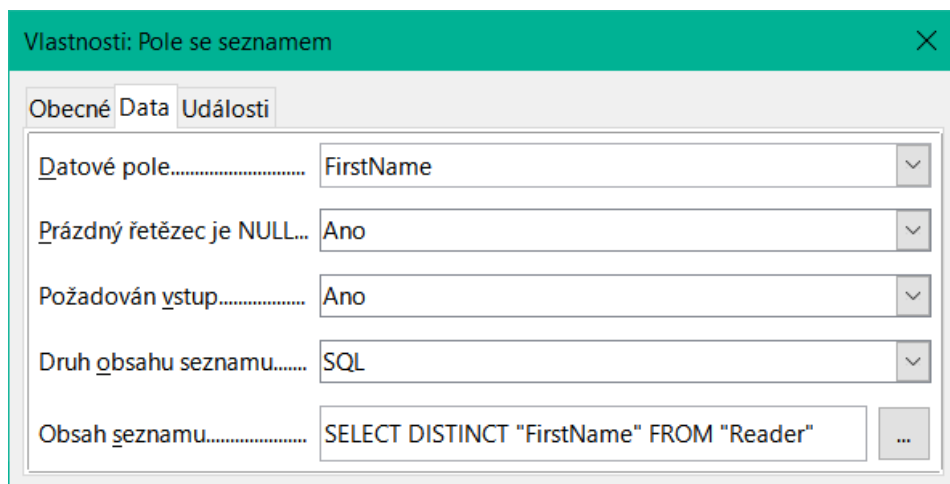 Vlastnosti: Pole se seznamem
Obecné Data Události
Datové pole............................. FirstName
Prázdný řetězec je NULL... Ano
Požadován vstup.................. Ano
Druh obsahu seznamu....... SQL
Obsah seznamu..................... SELECT DISTINCT "FirstName" FROM "Reader" ...